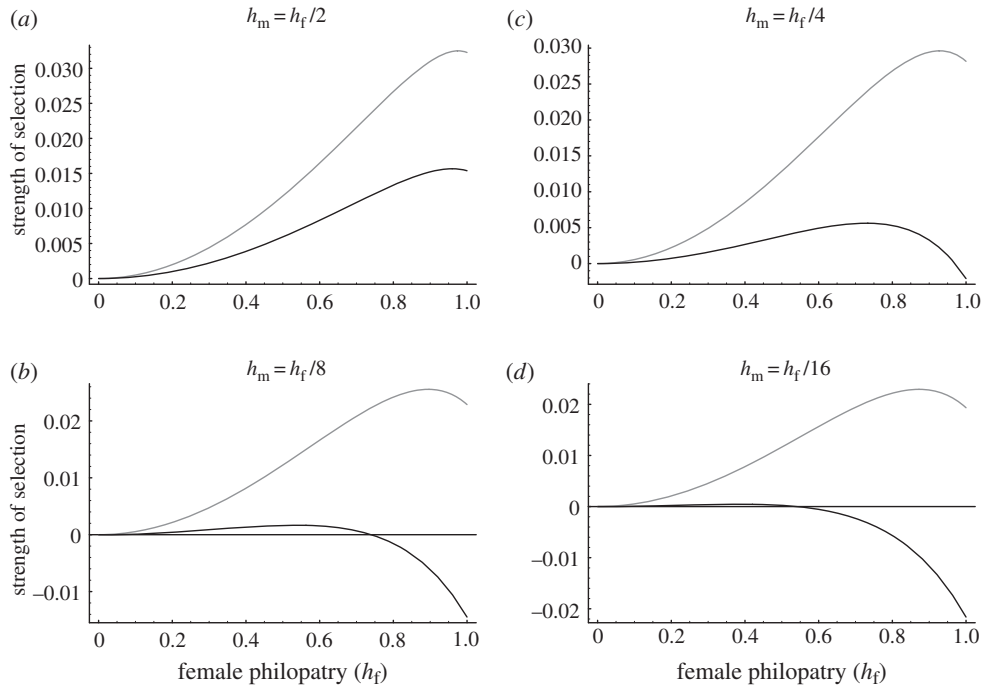 (a)
h_m = h_f/2
strength of selection
0.030
0.025
0.020
0.015
0.010
0.005
0
0 0.2 0.4 0.6 0.8 1.0
(c)
h_m = h_f/4
0.030
0.025
0.020
0.015
0.010
0.005
0
0 0.2 0.4 0.6 0.8 1.0
(b)
h_m = h_f/8
strength of selection
0.02
0.01
0
−0.01
0 0.2 0.4 0.6 0.8 1.0
female philopatry (h_f)
(d)
h_m = h_f/16
0.02
0.01
0
−0.01
−0.02
0 0.2 0.4 0.6 0.8 1.0
female philopatry (h_f)